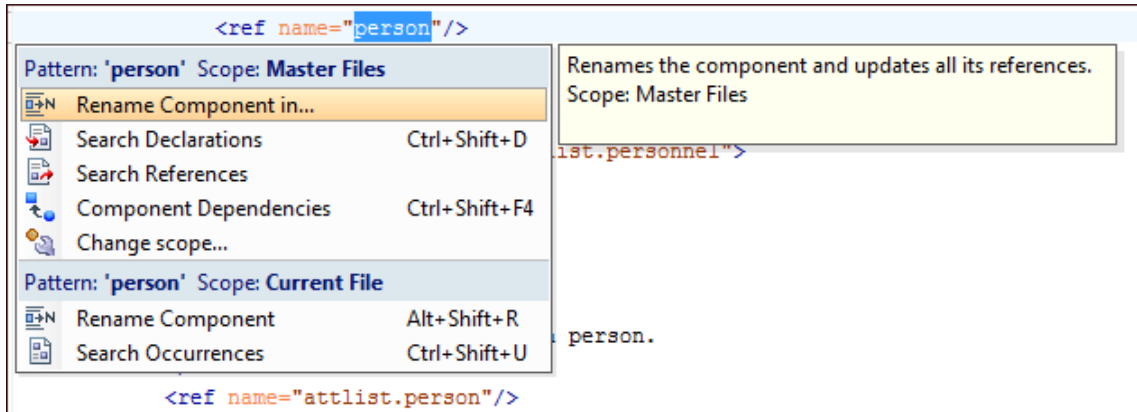 <ref name="person"/>
Pattern: 'person' Scope: Master Files
Rename Component in...
Search Declarations Ctrl+Shift+D
Search References
Component Dependencies Ctrl+Shift+F4
Change scope...
Pattern: 'person' Scope: Current File
Rename Component Alt+Shift+R
Search Occurrences Ctrl+Shift+U
Renames the component and updates all its references.
Scope: Master Files
ist.personnel">
person.
<ref name="attlist.person"/>